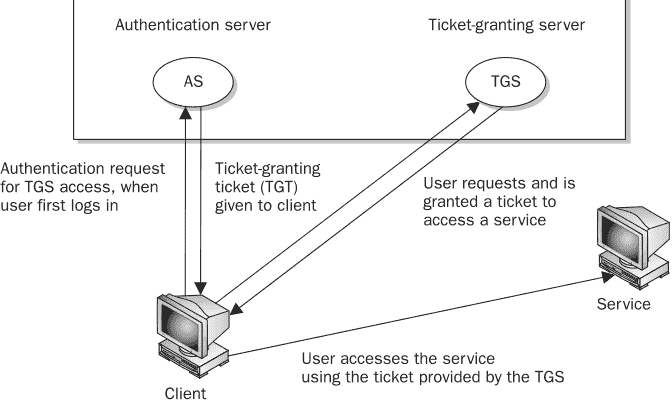 Authentication server
Ticket-granting server
AS
TGS
Authentication request
for TGS access, when
user first logs in
Ticket-granting
ticket (TGT)
given to client
User requests and is
granted a ticket to
access a service
Service
User accesses the service
using the ticket provided by the TGS
Client